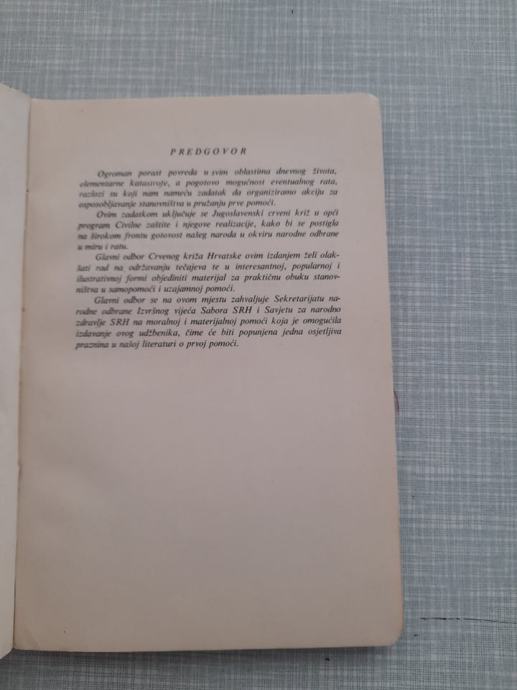 PREDGOVOR
Ogroman porast povreda u svim oblastima dnevnog života,
elementarne katastrofe, a pogotovo mogućnost eventualnog rata,
razlozi su koji nam nameću zadatak da organiziramo akciju za
osposobljavanje stanovništva u pružanju prve pomoći.
Ovim zadatkom uključuje se Jugoslavenski crveni križ u opći
program Civilne zaštite i njegove realizacije, kako bi se postigla
na širokom frontu gotovost našeg naroda u okviru narodne odbrane
u miru i ratu.
Glavni odbor Crvenog križa Hrvatske ovim izdanjem želi olak-
šati rad na održavanju tečajeva te u interesantnoj, popularnoj i
ilustrativnoj formi objediniti materijal za praktičnu obuku stanov-
ništva u samopomoći i uzajamnoj pomoći.
Glavni odbor se na ovom mjestu zahvaljuje Sekretarijatu na-
rodne odbrane Izvršnog vijeća Sabora SRH i Savjetu za narodno
zdravlje SRH na moralnoj i materijalnoj pomoći koja je omogućila
izdavanje ovog udžbenika, čime će biti popunjena jedna osjetljiva
praznina u našoj literaturi o prvoj pomoći.